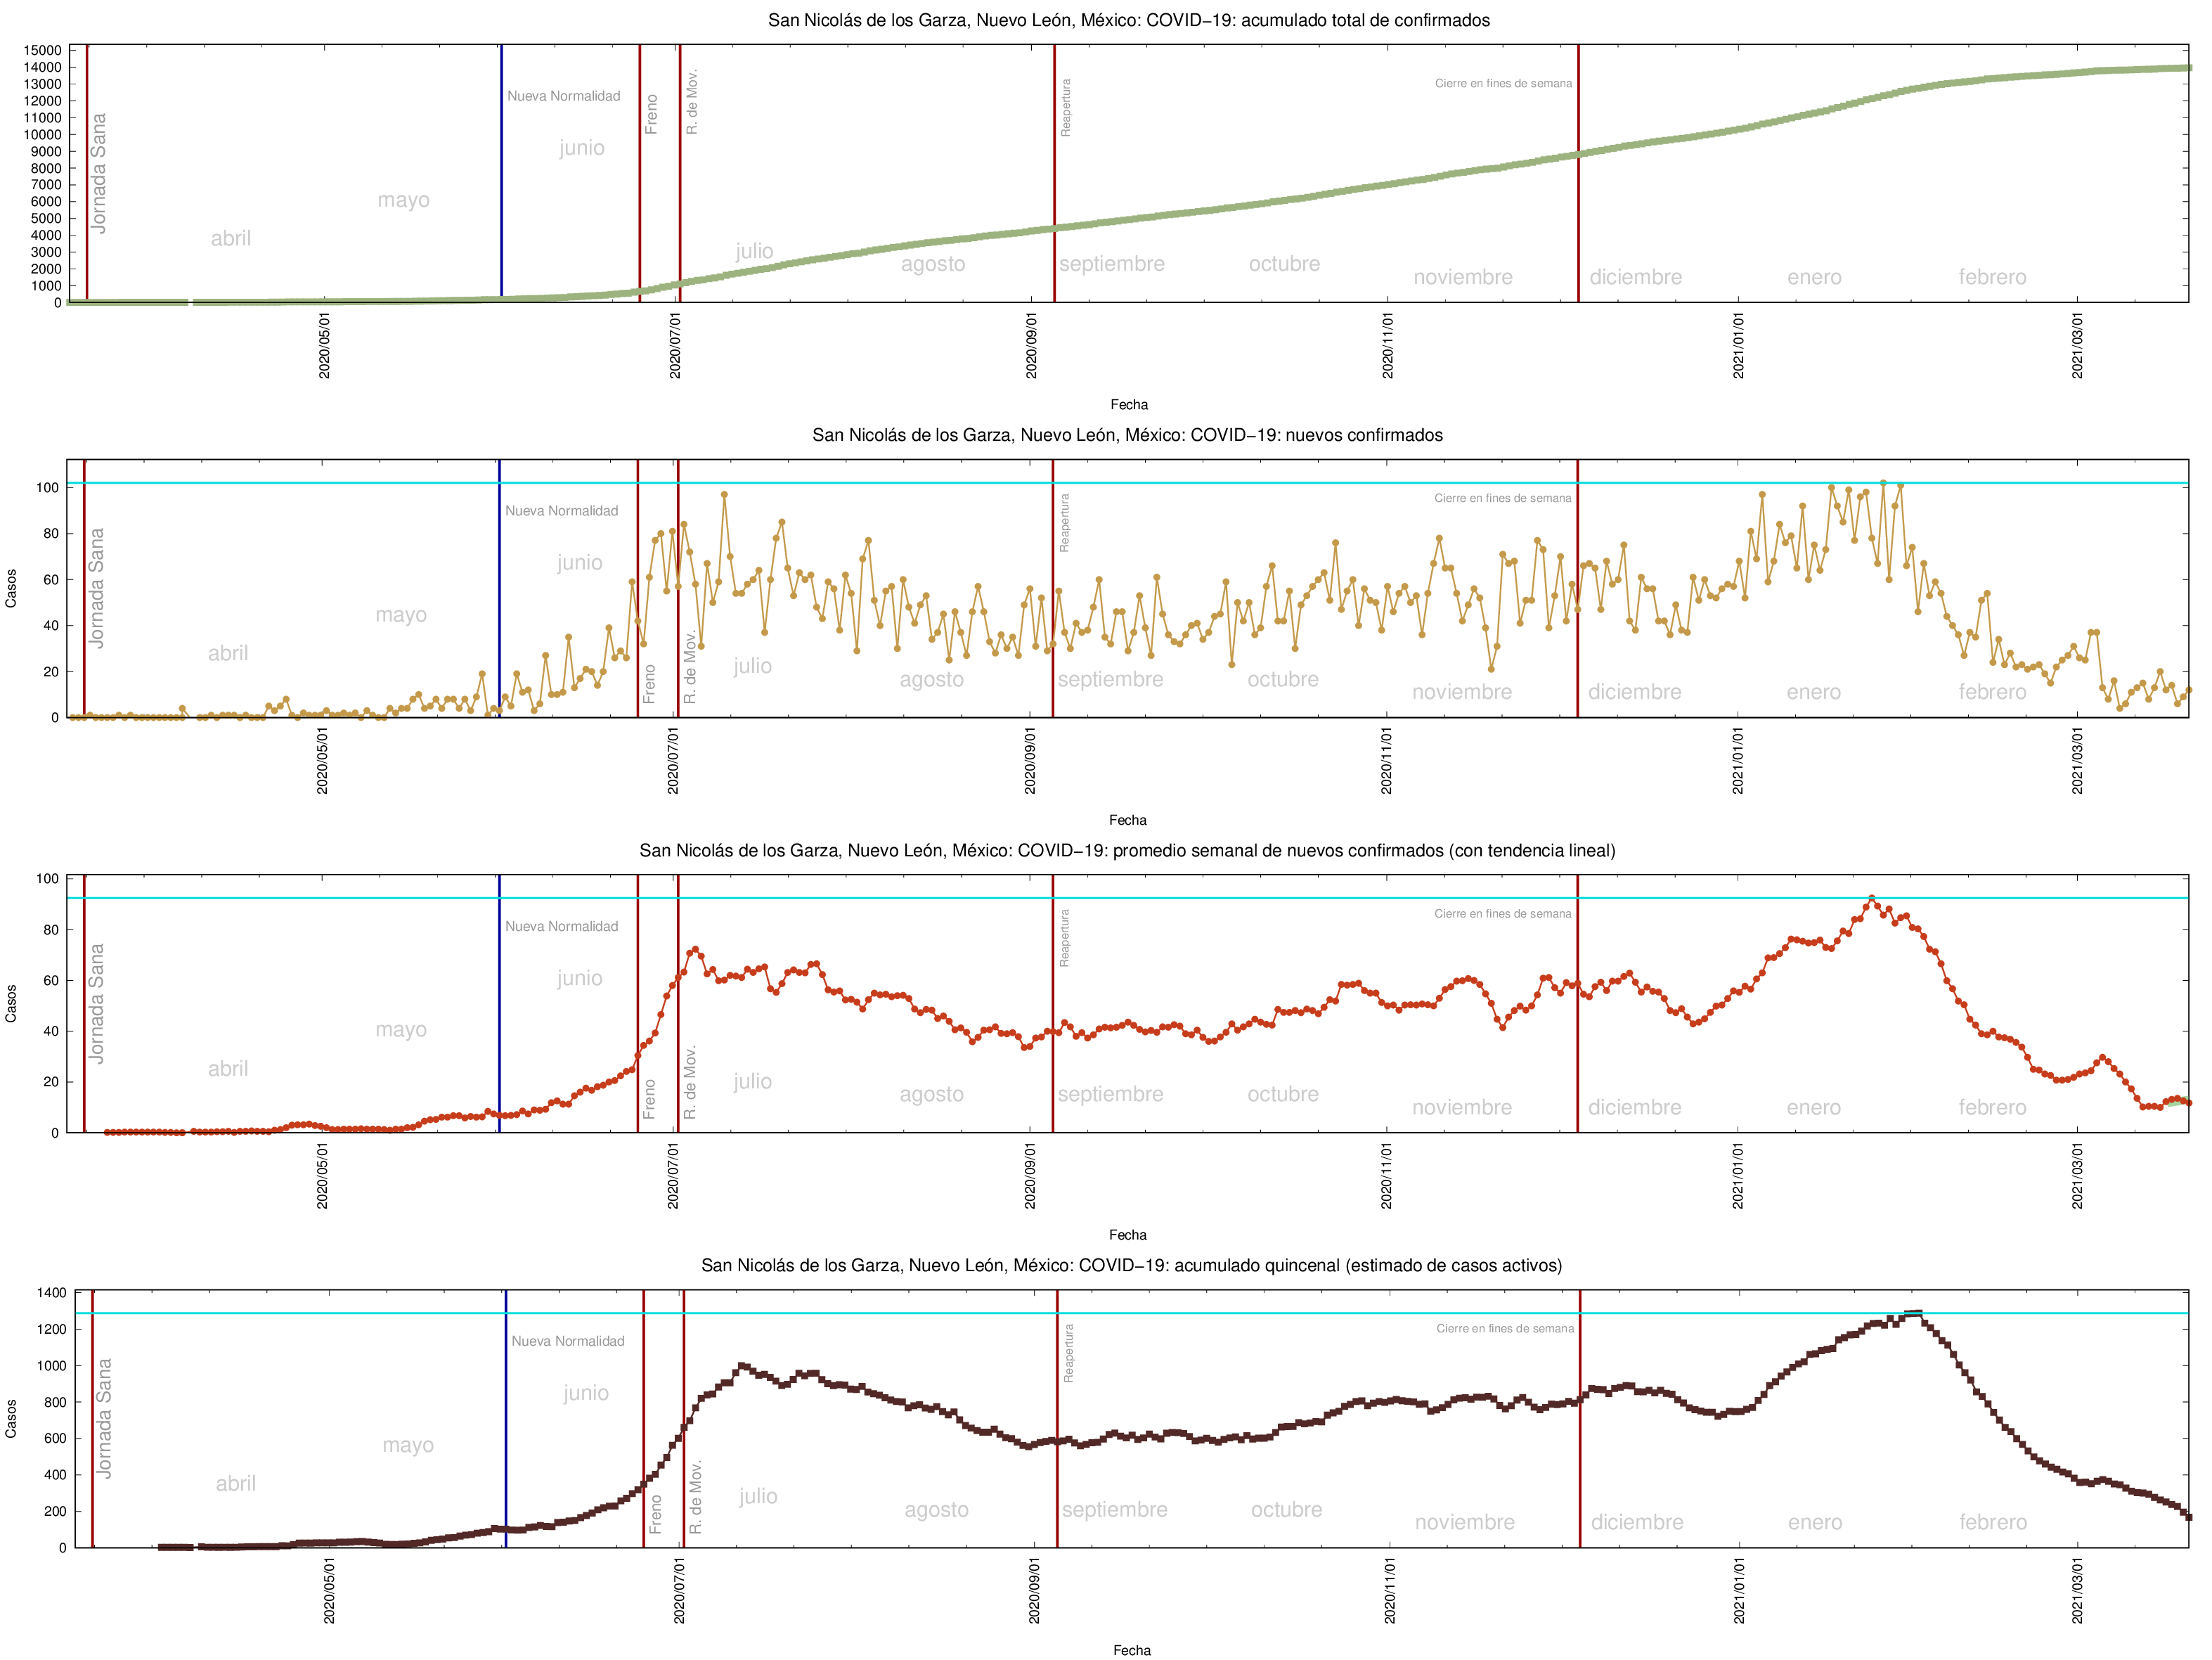 San Nicolás de los Garza, Nuevo León, México: COVID−19: acumulado total de confirmados
15000
14000
13000
12000
11000
10000
9000
8000
7000
6000
5000
4000
3000
2000
1000
0
Jornada Sana
Nueva Normalidad
Freno
R. de Mov.
Reapertura
Cierre en fines de semana
abril
mayo
junio
julio
agosto
septiembre
octubre
noviembre
diciembre
enero
febrero
2020/05/01
2020/07/01
2020/09/01
2020/11/01
2021/01/01
2021/03/01
Fecha
San Nicolás de los Garza, Nuevo León, México: COVID−19: nuevos confirmados
Casos
100
80
60
40
20
0
Jornada Sana
Nueva Normalidad
Freno
R. de Mov.
Reapertura
Cierre en fines de semana
abril
mayo
junio
julio
agosto
septiembre
octubre
noviembre
diciembre
enero
febrero
2020/05/01
2020/07/01
2020/09/01
2020/11/01
2021/01/01
2021/03/01
Fecha
San Nicolás de los Garza, Nuevo León, México: COVID−19: promedio semanal de nuevos confirmados (con tendencia lineal)
Casos
100
80
60
40
20
0
Jornada Sana
Nueva Normalidad
Freno
R. de Mov.
Reapertura
Cierre en fines de semana
abril
mayo
junio
julio
agosto
septiembre
octubre
noviembre
diciembre
enero
febrero
2020/05/01
2020/07/01
2020/09/01
2020/11/01
2021/01/01
2021/03/01
Fecha
San Nicolás de los Garza, Nuevo León, México: COVID−19: acumulado quincenal (estimado de casos activos)
Casos
1400
1200
1000
800
600
400
200
0
Jornada Sana
Nueva Normalidad
Freno
R. de Mov.
Reapertura
Cierre en fines de semana
abril
mayo
junio
julio
agosto
septiembre
octubre
noviembre
diciembre
enero
febrero
2020/05/01
2020/07/01
2020/09/01
2020/11/01
2021/01/01
2021/03/01
Fecha